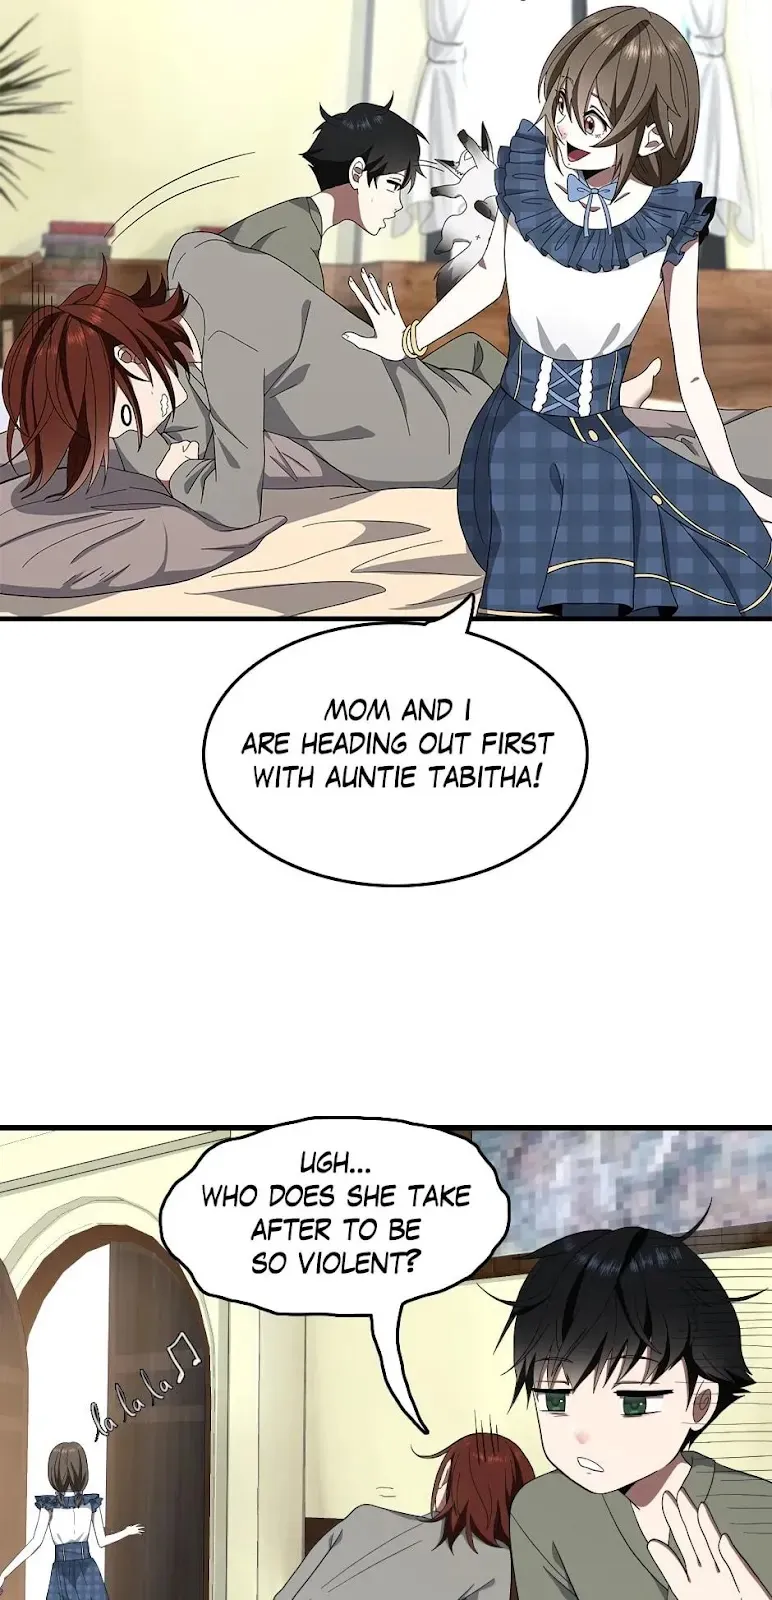 MOM AND I
ARE HEADING OUT FIRST
WITH AUNTIE TABITHA!
UGH...
WHO DOES SHE TAKE
AFTER TO BE
SO VIOLENT?
la la la♫